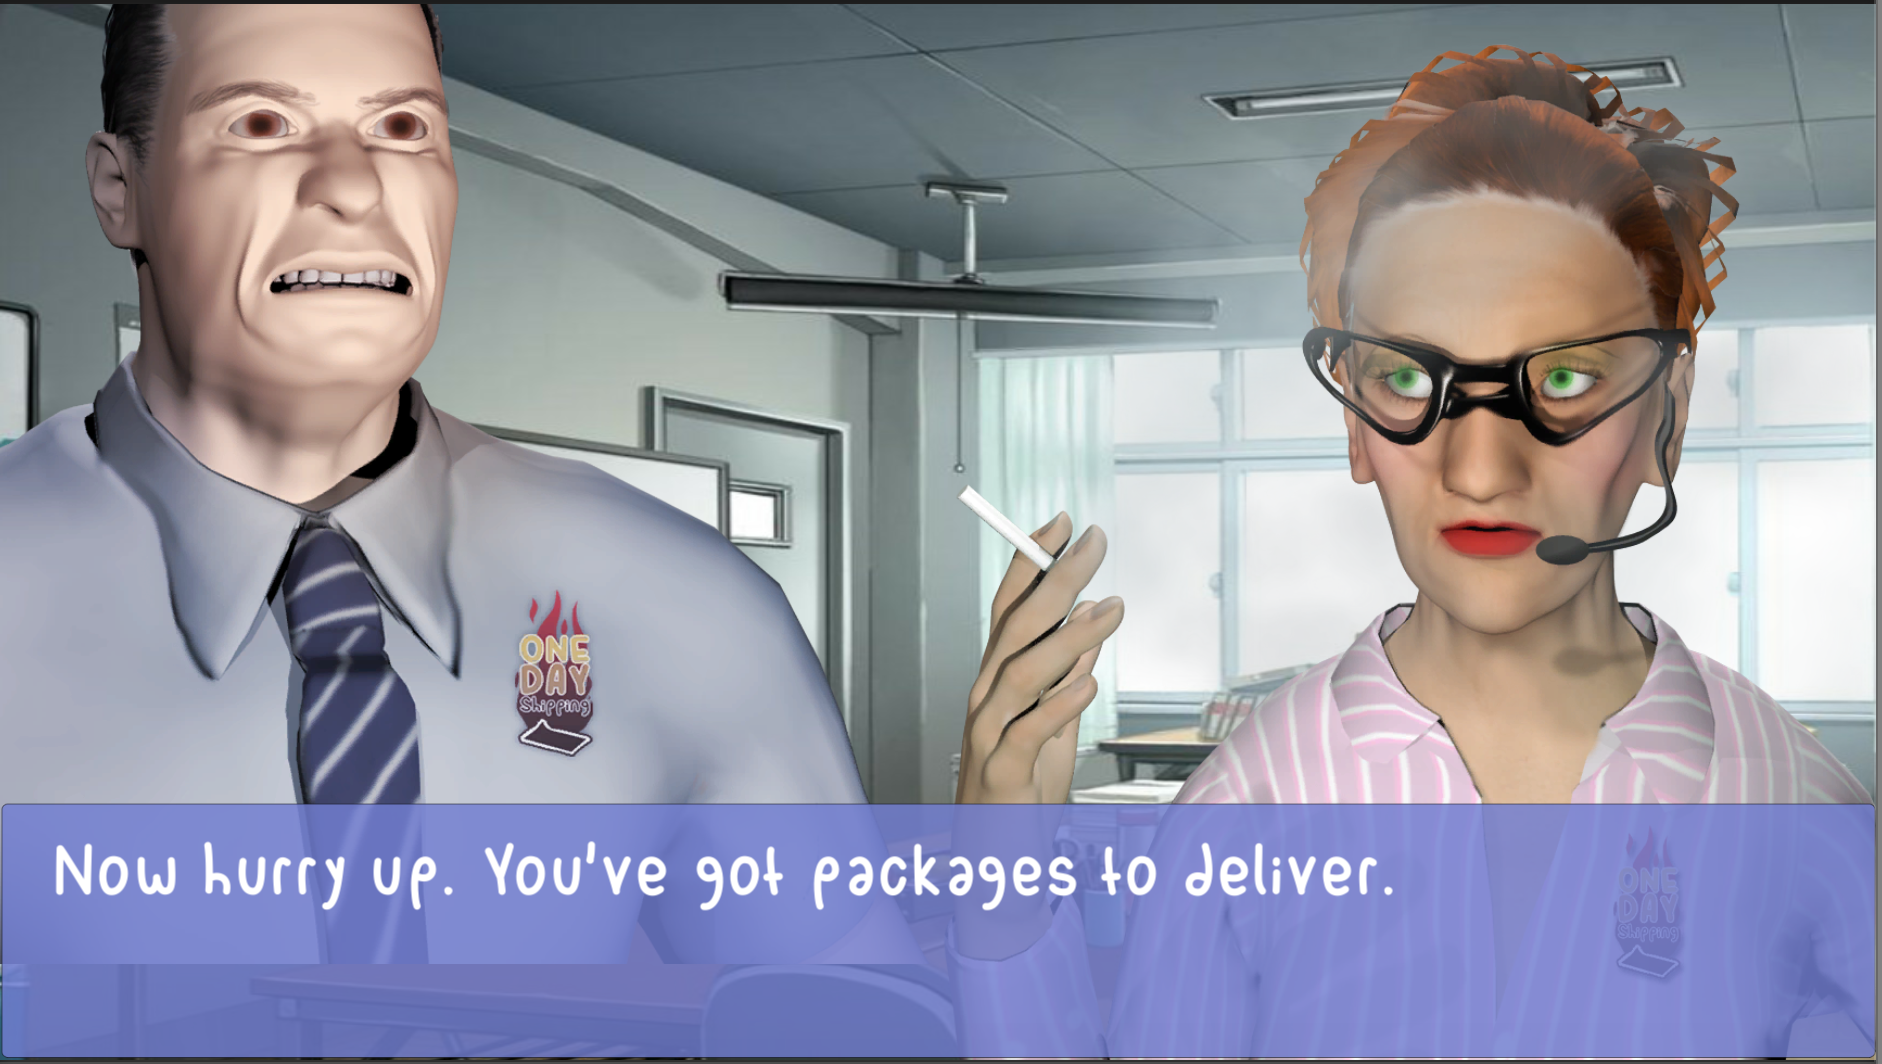 ONE
DAY
Shipping
Now hurry up. You've got packages to deliver.
ONE
DAY
Shipping